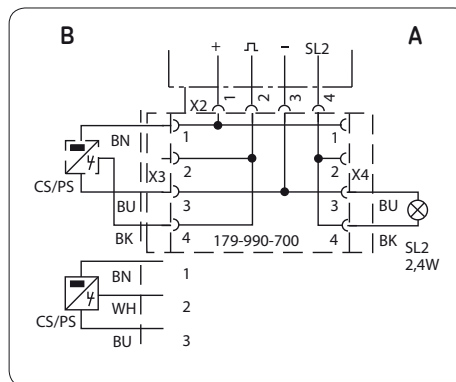 B
A
+ ⎍ − SL2
1 2 3 4
X2
BN 1 1
X3 2 2 X4
CS/PS
BU 3 3 BU
BK 4 179-990-700 4 BK
SL2
2,4W
BN 1
WH 2
CS/PS
BU 3